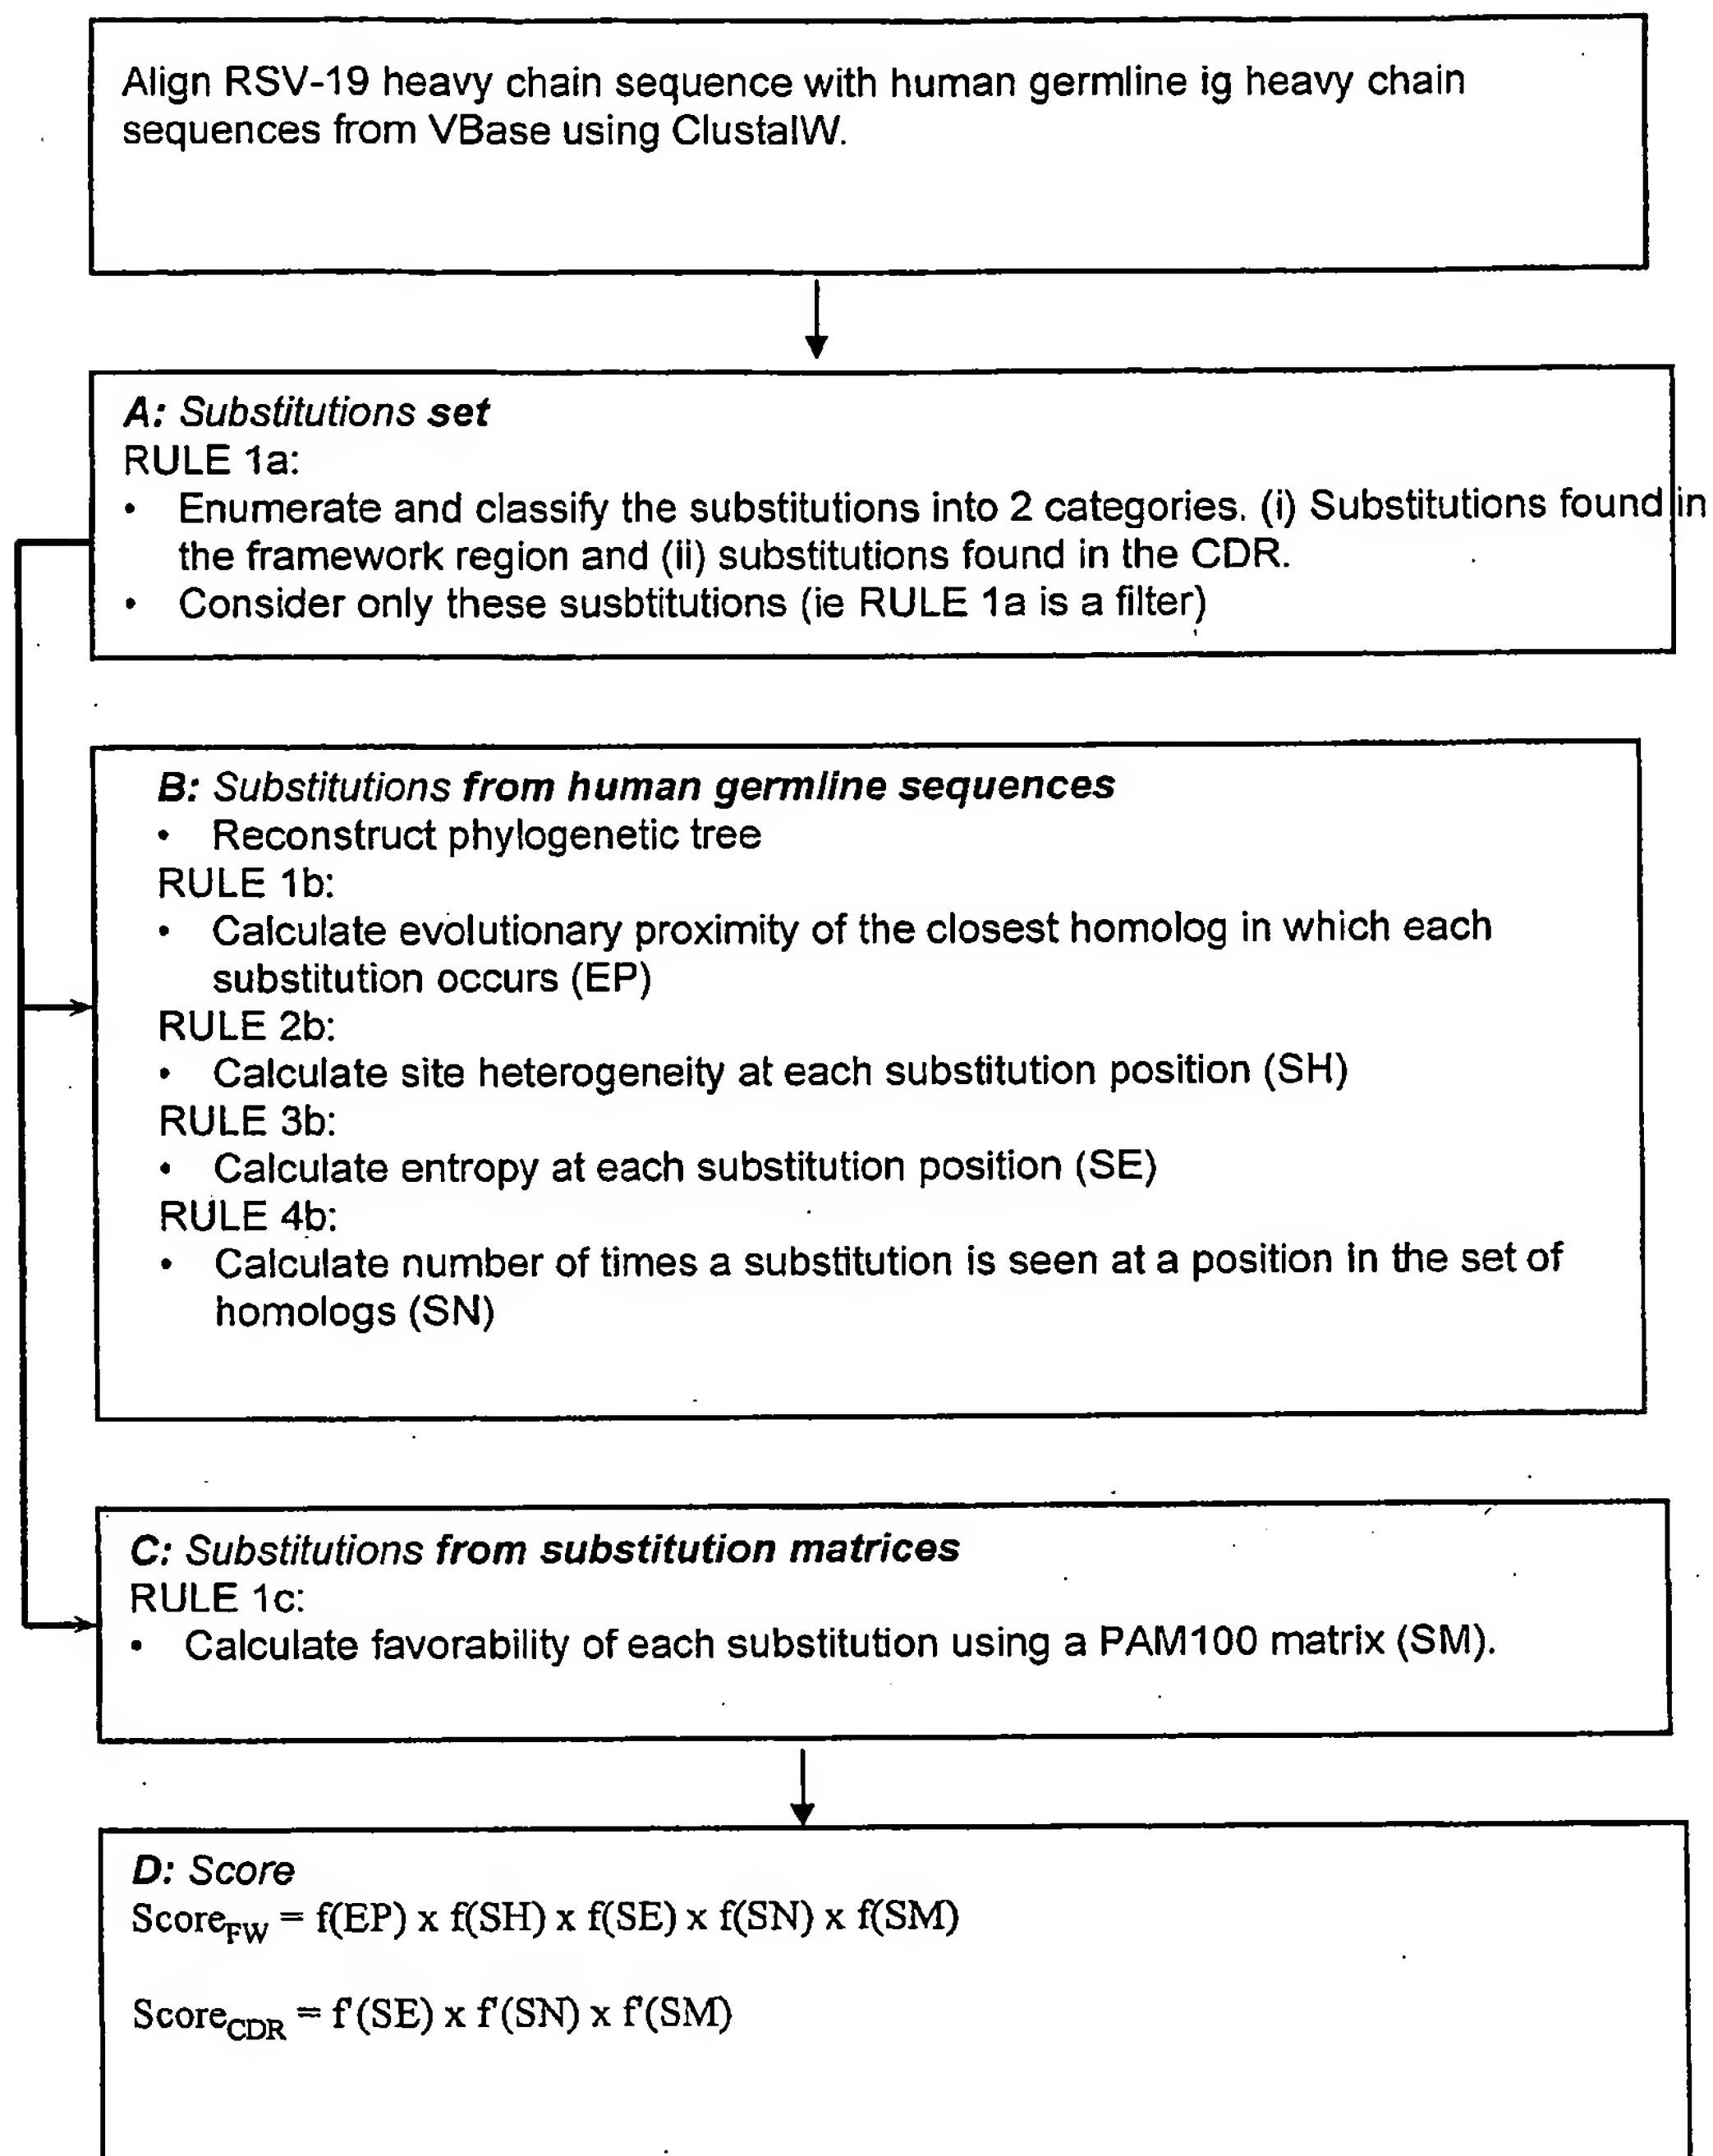 Align RSV-19 heavy chain sequence with human germline ig heavy chain
sequences from VBase using ClustalW.
A: Substitutions set
RULE 1a:
• Enumerate and classify the substitutions into 2 categories. (i) Substitutions found in
the framework region and (ii) substitutions found in the CDR.
• Consider only these susbtitutions (ie RULE 1a is a filter)
B: Substitutions from human germline sequences
• Reconstruct phylogenetic tree
RULE 1b:
• Calculate evolutionary proximity of the closest homolog in which each
substitution occurs (EP)
RULE 2b:
• Calculate site heterogeneity at each substitution position (SH)
RULE 3b:
• Calculate entropy at each substitution position (SE)
RULE 4b:
• Calculate number of times a substitution is seen at a position in the set of
homologs (SN)
C: Substitutions from substitution matrices
RULE 1c:
• Calculate favorability of each substitution using a PAM100 matrix (SM).
D: Score
Score_FW = f(EP) x f(SH) x f(SE) x f(SN) x f(SM)
Score_CDR = f'(SE) x f'(SN) x f'(SM)